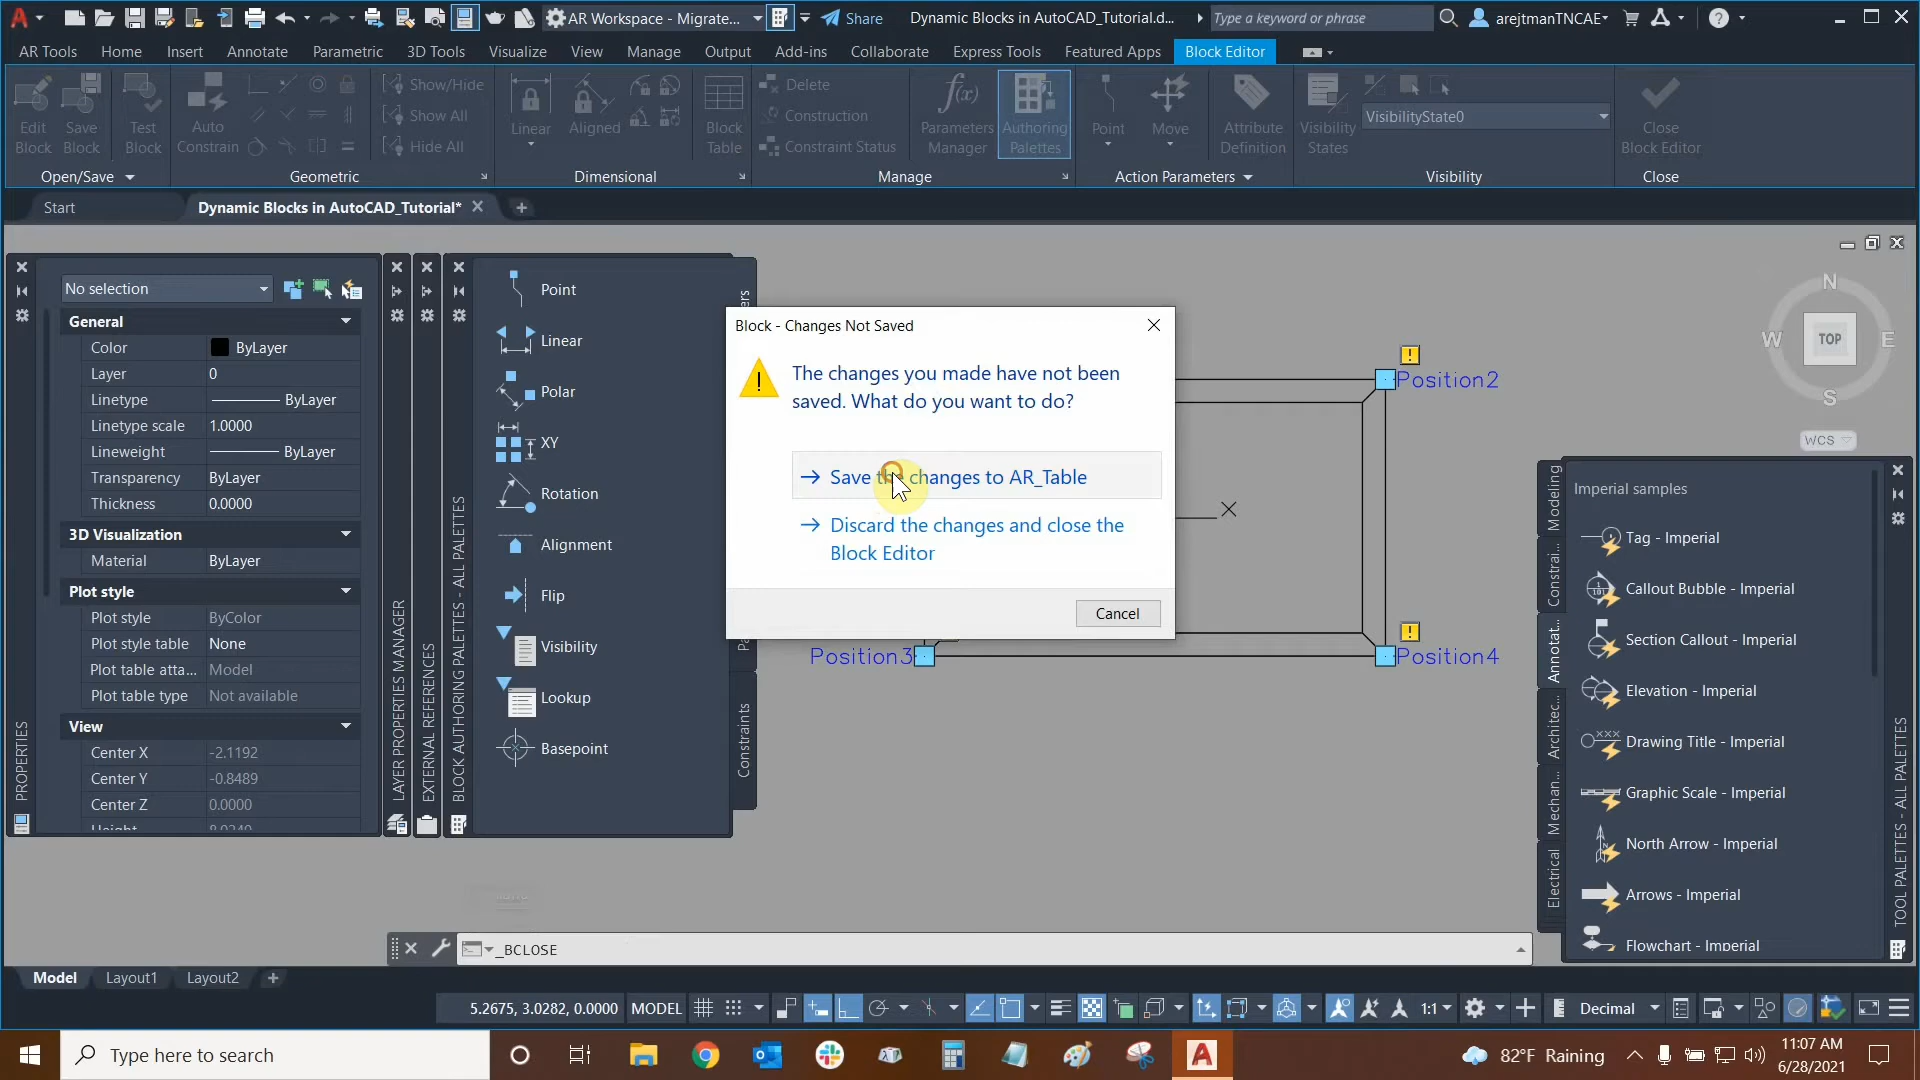 AR Workspace - Migrate...
Share
Dynamic Blocks in AutoCAD_Tutorial.d...
Type a keyword or phrase
arejtmanTNCAE
AR Tools
Home
Insert
Annotate
Parametric
3D Tools
Visualize
View
Manage
Output
Add-ins
Collaborate
Express Tools
Featured Apps
Block Editor
Edit Block
Save Block
Test Block
Auto Constrain
Show/Hide
Show All
Hide All
Linear
Aligned
Block Table
Delete
Construction
Constraint Status
f(x)
Parameters Manager
Authoring Palettes
Point
Move
Attribute Definition
Visibility States
VisibilityState0
Close Block Editor
Open/Save
Geometric
Dimensional
Manage
Action Parameters
Visibility
Close
Start
Dynamic Blocks in AutoCAD_Tutorial*
No selection
General
Color ByLayer
Layer 0
Linetype ByLayer
Linetype scale 1.0000
Lineweight ByLayer
Transparency ByLayer
Thickness 0.0000
3D Visualization
Material ByLayer
Plot style
Plot style ByColor
Plot style table None
Plot table atta... Model
Plot table type Not available
View
Center X -2.1192
Center Y -0.8489
Center Z 0.0000
PROPERTIES
LAYER PROPERTIES MANAGER
EXTERNAL REFERENCES
BLOCK AUTHORING PALETTES - ALL PALETTES
Point
Linear
Polar
XY
Rotation
Alignment
Flip
Visibility
Lookup
Basepoint
Constraints
Block - Changes Not Saved
The changes you made have not been
saved. What do you want to do?
Save the changes to AR_Table
Discard the changes and close the
Block Editor
Cancel
Position2
Position3
Position4
N
W
TOP
E
S
WCS
Modeling
Constrai...
Annotat...
Architec...
Mechan...
Electrical
Imperial samples
Tag - Imperial
Callout Bubble - Imperial
Section Callout - Imperial
Elevation - Imperial
Drawing Title - Imperial
Graphic Scale - Imperial
North Arrow - Imperial
Arrows - Imperial
Flowchart - Imperial
TOOL PALETTES - ALL PALETTES
_BCLOSE
Model
Layout1
Layout2
5.2675, 3.0282, 0.0000
MODEL
1:1
Decimal
Type here to search
82°F Raining
11:07 AM
6/28/2021